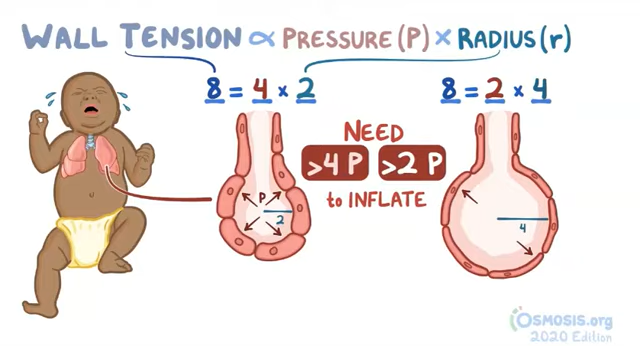 WALL TENSION ∝ PRESSURE (P) × RADIUS (r)
8 = 4 × 2
8 = 2 × 4
NEED
>4 P >2 P
to INFLATE
P
2
4
OSMOSIS.org
2020 Edition